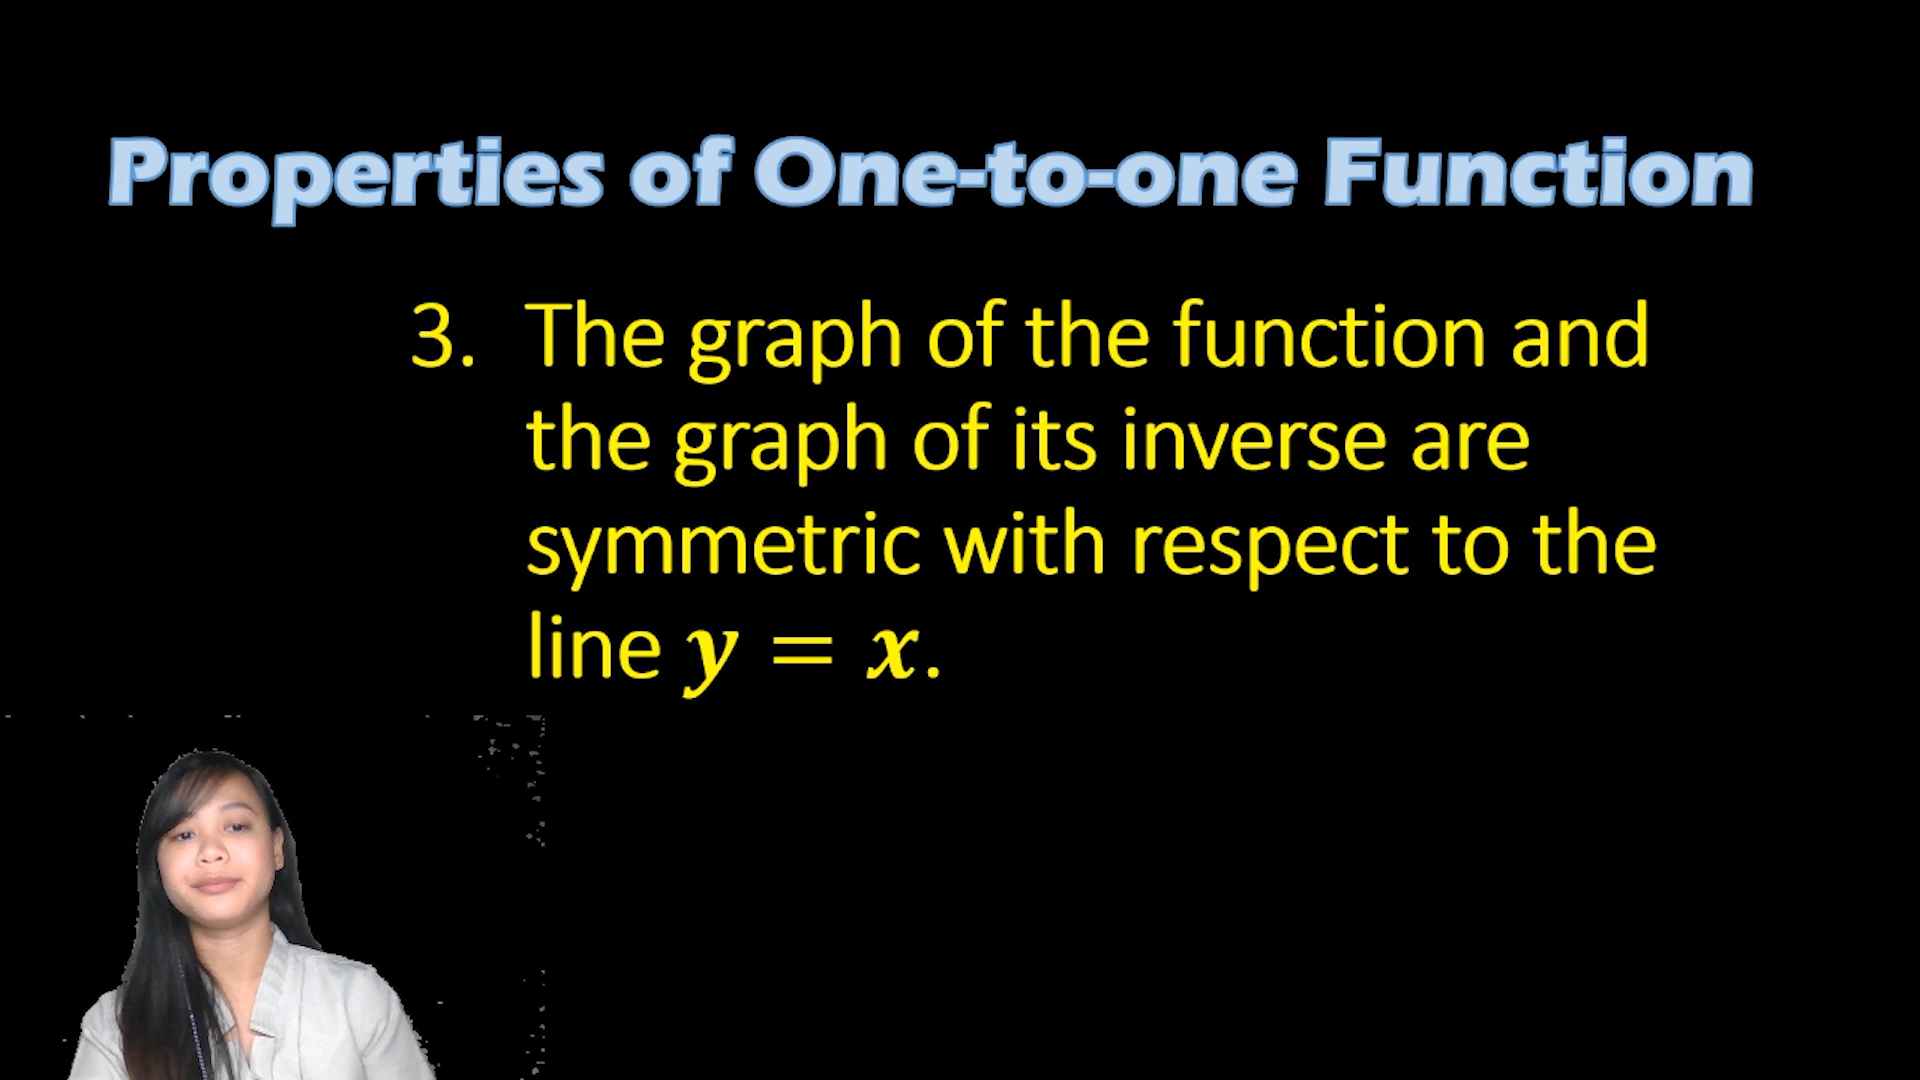 Properties of One-to-one Function
3. The graph of the function and
the graph of its inverse are
symmetric with respect to the
line y = x.